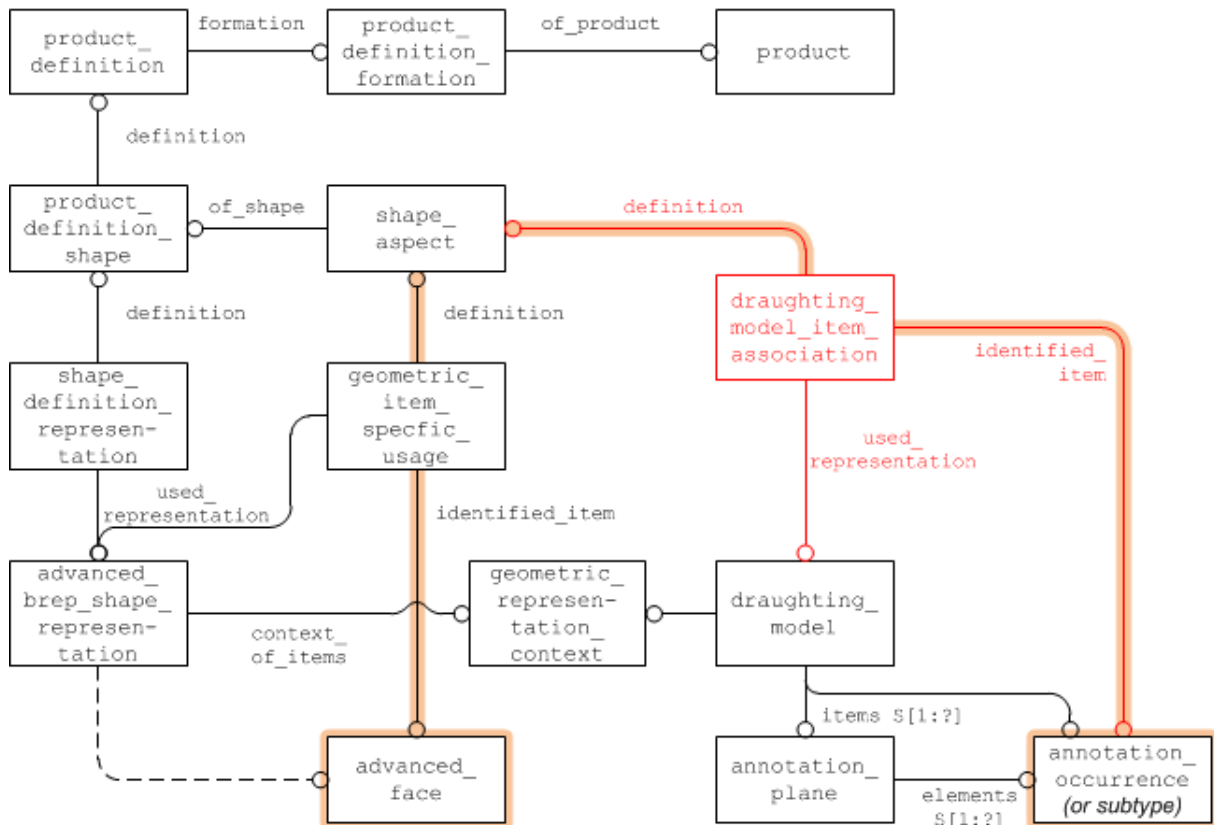 product_
definition
formation
product_
definition_
formation
of_product
product
definition
product_
definition_
shape
of_shape
shape_
aspect
definition
definition
definition
draughting_
model_item_
association
identified_
item
shape_
definition_
represen-
tation
geometric_
item_
specfic_
usage
used_
representation
used_
representation
identified_item
advanced_
brep_shape_
represen-
tation
context_
of_items
geometric_
represen-
tation_
context
draughting_
model
items S[1:?]
advanced_
face
annotation_
plane
elements
S[1:?]
annotation_
occurrence
(or subtype)